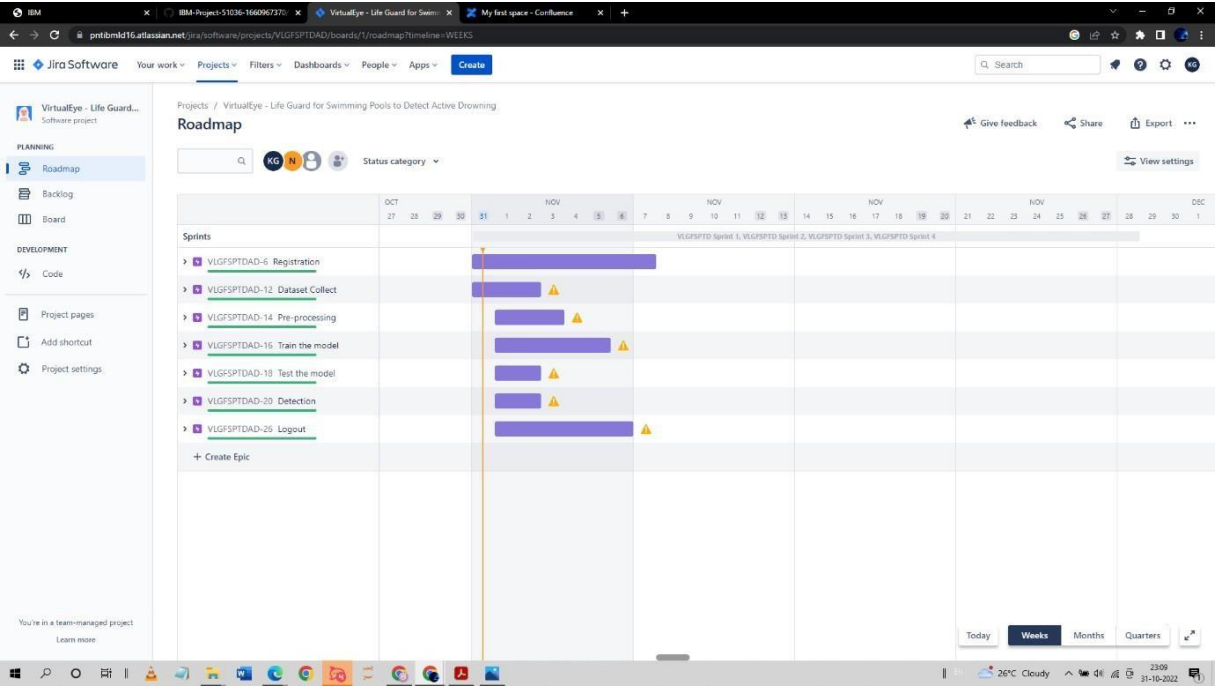 IBM
IBM-Project-51036-1660967370/
VirtualEye - Life Guard for Swimm
My first space - Confluence
pntibmld16.atlassian.net/jira/software/projects/VLGFSPTDAD/boards/1/roadmap?timeline=WEEKS
Jira Software Your work Projects Filters Dashboards People Apps Create Search KG
VirtualEye - Life Guard...
Software project
PLANNING
Roadmap
Backlog
Board
DEVELOPMENT
Code
Project pages
Add shortcut
Project settings
You're in a team-managed project
Learn more
Projects / VirtualEye - Life Guard for Swimming Pools to Detect Active Drowning
Roadmap
Give feedback Share Export
KG N Status category View settings
OCT NOV NOV NOV NOV DEC
27 28 29 30 31 1 2 3 4 5 6 7 8 9 10 11 12 13 14 15 16 17 18 19 20 21 22 23 24 25 26 27 28 29 30 1
Sprints VLGFSPTD Sprint 1, VLGFSPTD Sprint 2, VLGFSPTD Sprint 3, VLGFSPTD Sprint 4
VLGFSPTDAD-6 Registration
VLGFSPTDAD-12 Dataset Collect
VLGFSPTDAD-14 Pre-processing
VLGFSPTDAD-16 Train the model
VLGFSPTDAD-18 Test the model
VLGFSPTDAD-20 Detection
VLGFSPTDAD-26 Logout
+ Create Epic
Today Weeks Months Quarters
26°C Cloudy
23:09
31-10-2022